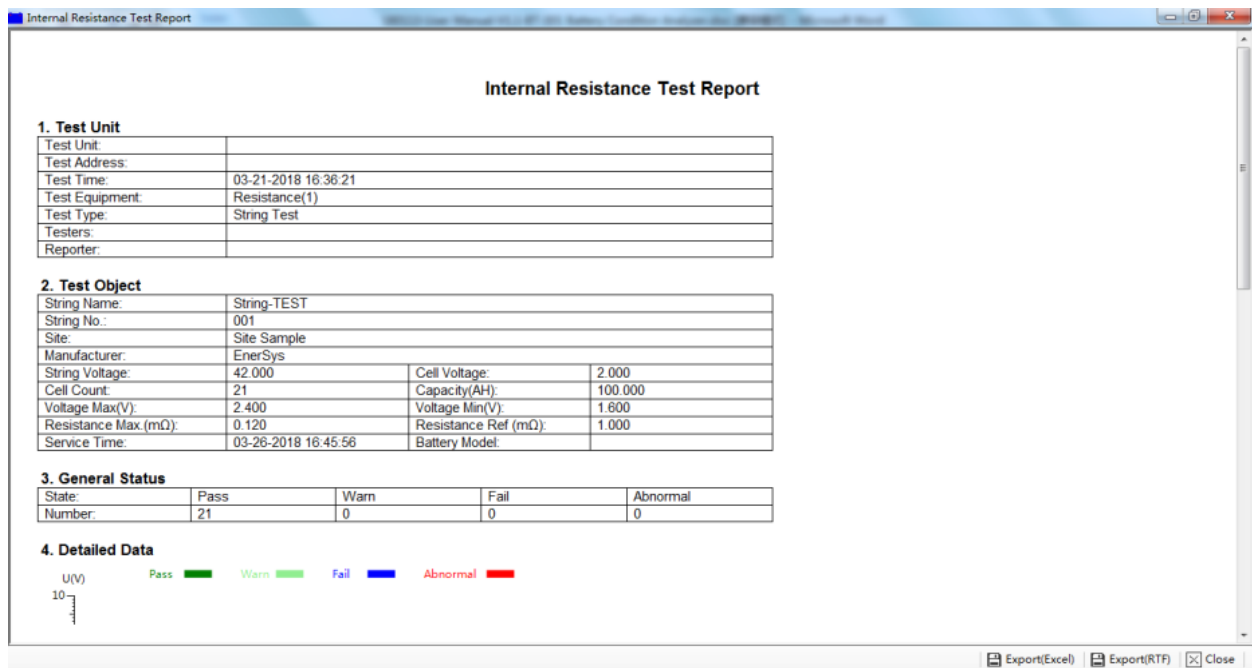 Internal Resistance Test Report
Internal Resistance Test Report
1. Test Unit
Test Unit:
Test Address:
Test Time: 03-21-2018 16:36:21
Test Equipment: Resistance(1)
Test Type: String Test
Testers:
Reporter:
2. Test Object
String Name: String-TEST
String No.: 001
Site: Site Sample
Manufacturer: EnerSys
String Voltage: 42.000 Cell Voltage: 2.000
Cell Count: 21 Capacity(AH): 100.000
Voltage Max(V): 2.400 Voltage Min(V): 1.600
Resistance Max.(mΩ): 0.120 Resistance Ref (mΩ): 1.000
Service Time: 03-26-2018 16:45:56 Battery Model:
3. General Status
State: Pass Warn Fail Abnormal
Number: 21 0 0 0
4. Detailed Data
U(V) Pass Warn Fail Abnormal
10
Export(Excel) Export(RTF) Close